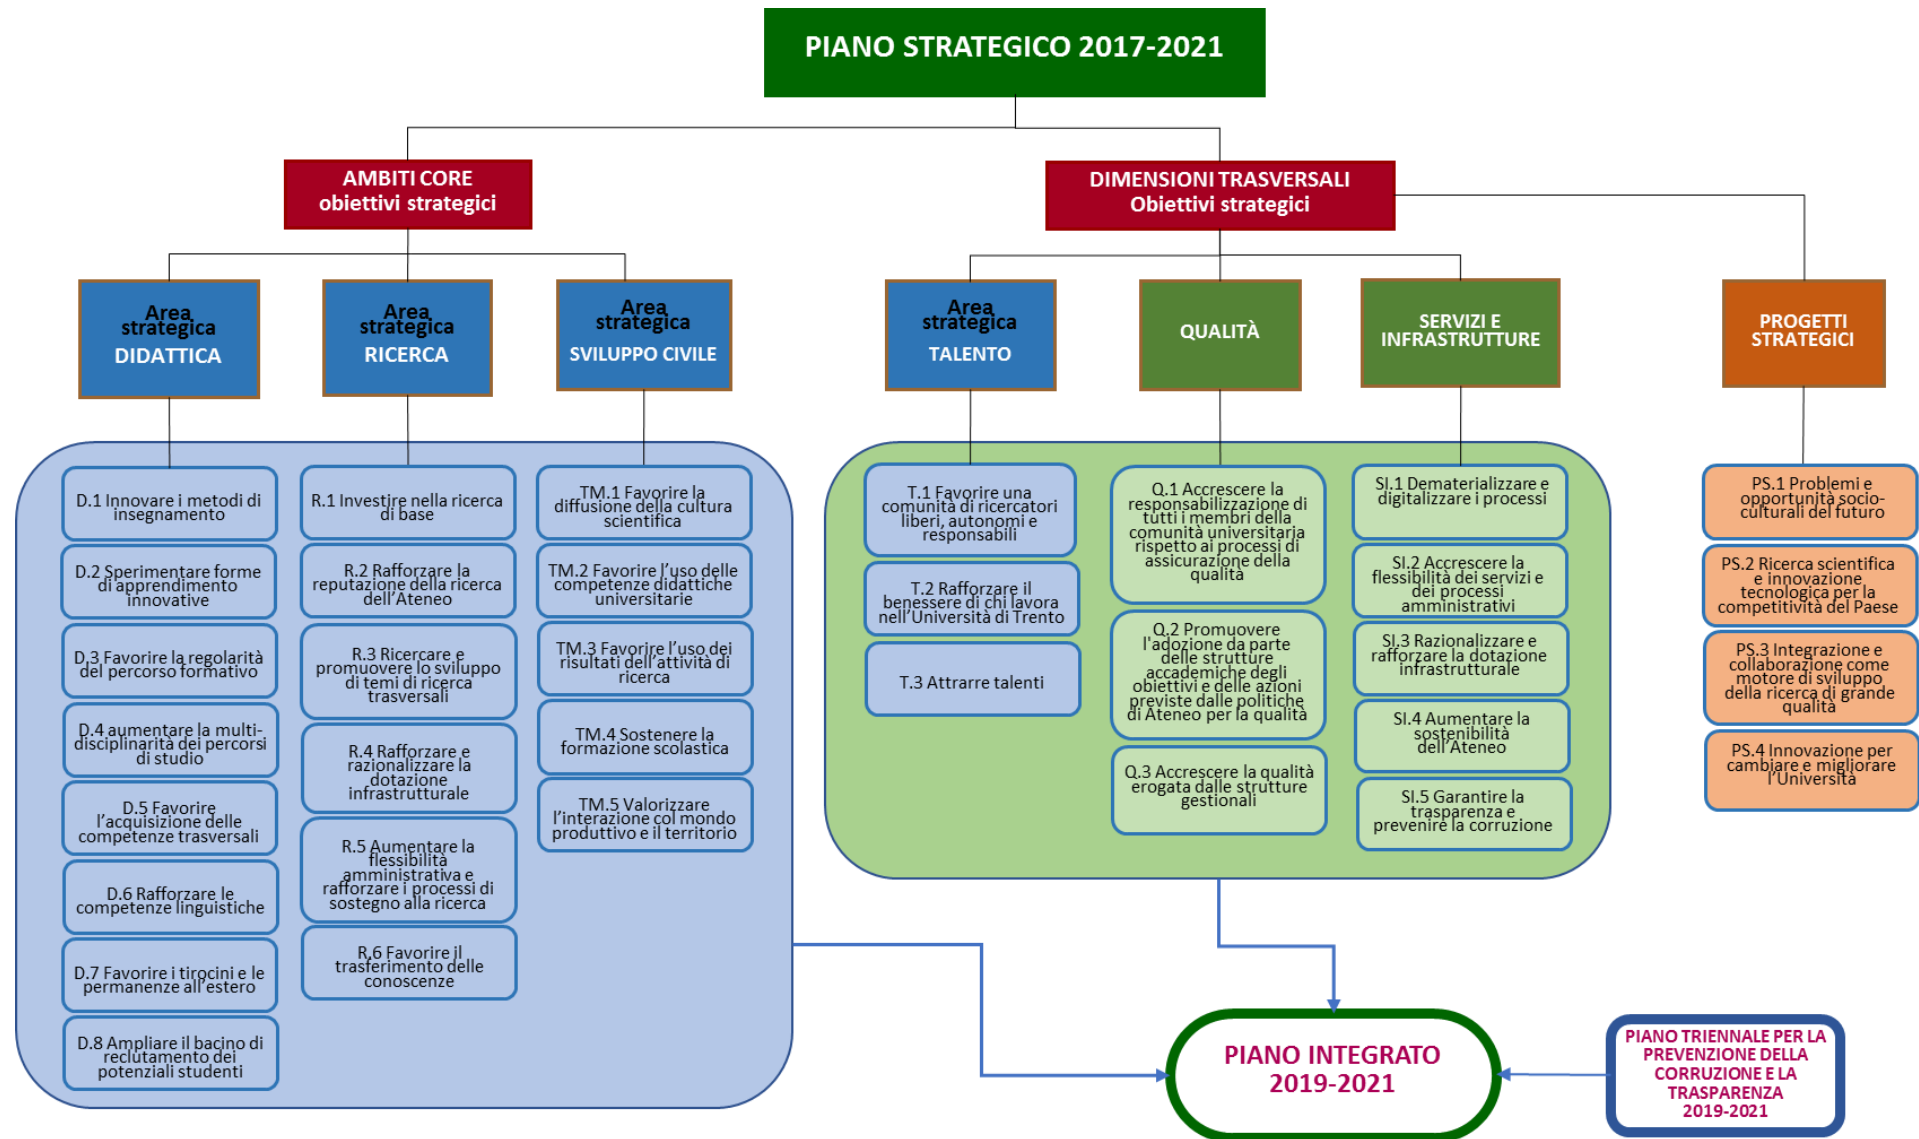 PIANO STRATEGICO 2017-2021
AMBITI CORE
obiettivi strategici
DIMENSIONI TRASVERSALI
Obiettivi strategici
Area
strategica
DIDATTICA
Area
strategica
RICERCA
Area
strategica
SVILUPPO CIVILE
Area
strategica
TALENTO
QUALITÀ
SERVIZI E
INFRASTRUTTURE
PROGETTI
STRATEGICI
D.1 Innovare i metodi di
insegnamento
D.2 Sperimentare forme
di apprendimento
innovative
D.3 Favorire la regolarità
del percorso formativo
D.4 aumentare la multi-
disciplinarità dei percorsi
di studio
D.5 Favorire
l'acquisizione delle
competenze trasversali
D.6 Rafforzare le
competenze linguistiche
D.7 Favorire i tirocini e le
permanenze all'estero
D.8 Ampliare il bacino di
reclutamento dei
potenziali studenti
R.1 Investire nella ricerca
di base
R.2 Rafforzare la
reputazione della ricerca
dell'Ateneo
R.3 Ricercare e
promuovere lo sviluppo
di temi di ricerca
trasversali
R.4 Rafforzare e
razionalizzare la
dotazione
infrastrutturale
R.5 Aumentare la
flessibilità
amministrativa e
rafforzare i processi di
sostegno alla ricerca
R.6 Favorire il
trasferimento delle
conoscenze
TM.1 Favorire la
diffusione della cultura
scientifica
TM.2 Favorire l'uso delle
competenze didattiche
universitarie
TM.3 Favorire l'uso dei
risultati dell'attività di
ricerca
TM.4 Sostenere la
formazione scolastica
TM.5 Valorizzare
l'interazione col mondo
produttivo e il territorio
T.1 Favorire una
comunità di ricercatori
liberi, autonomi e
responsabili
T.2 Rafforzare il
benessere di chi lavora
nell'Università di Trento
T.3 Attrarre talenti
Q.1 Accrescere la
responsabilizzazione di
tutti i membri della
comunità universitaria
rispetto ai processi di
assicurazione della
qualità
Q.2 Promuovere
l'adozione da parte
delle strutture
accademiche degli
obiettivi e delle azioni
previste dalle politiche
di Ateneo per la qualità
Q.3 Accrescere la qualità
erogata dalle strutture
gestionali
SI.1 Dematerializzare e
digitalizzare i processi
SI.2 Accrescere la
flessibilità dei servizi e
dei processi
amministrativi
SI.3 Razionalizzare e
rafforzare la dotazione
infrastrutturale
SI.4 Aumentare la
sostenibilità
dell'Ateneo
SI.5 Garantire la
trasparenza e
prevenire la corruzione
PS.1 Problemi e
opportunità socio-
culturali del futuro
PS.2 Ricerca scientifica
e innovazione
tecnologica per la
competitività del Paese
PS.3 Integrazione e
collaborazione come
motore di sviluppo
della ricerca di grande
qualità
PS.4 Innovazione per
cambiare e migliorare
l'Università
PIANO INTEGRATO
2019-2021
PIANO TRIENNALE PER LA
PREVENZIONE DELLA
CORRUZIONE E LA
TRASPARENZA
2019-2021